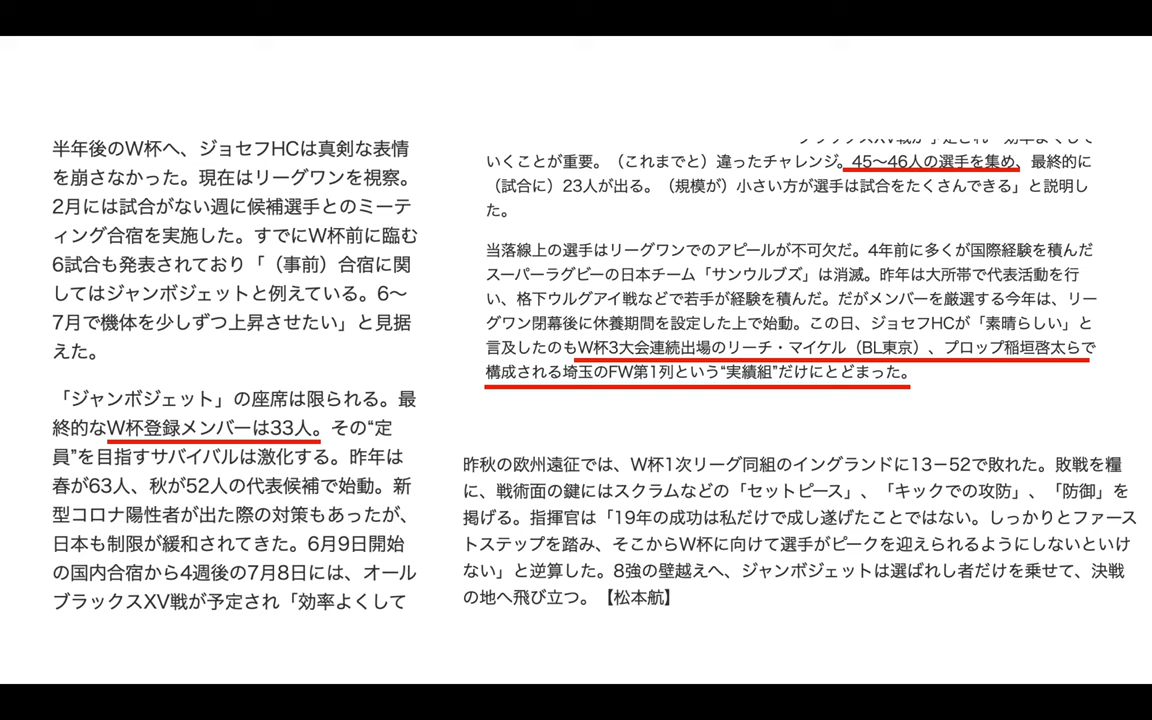 半年後のW杯へ、ジョセフHCは真剣な表情
を崩さなかった。現在はリーグワンを視察。
2月には試合がない週に候補選手とのミーテ
ィング合宿を実施した。すでにW杯前に臨む
6試合も発表されており「（事前）合宿に関
してはジャンボジェットと例えている。6〜
7月で機体を少しずつ上昇させたい」と見据
えた。
「ジャンボジェット」の座席は限られる。最
終的なW杯登録メンバーは33人。その“定
員”を目指すサバイバルは激化する。昨年は
春が63人、秋が52人の代表候補で始動。新
型コロナ陽性者が出た際の対策もあったが、
日本も制限が緩和されてきた。6月9日開始
の国内合宿から4週後の7月8日には、オール
ブラックスXV戦が予定され「効率よくして
ブラックスXV戦が予定され「効率よくして
いくことが重要。（これまでと）違ったチャレンジ。45〜46人の選手を集め、最終的に
（試合に）23人が出る。（規模が）小さい方が選手は試合をたくさんできる」と説明し
た。
当落線上の選手はリーグワンでのアピールが不可欠だ。4年前に多くが国際経験を積んだ
スーパーラグビーの日本チーム「サンウルブズ」は消滅。昨年は大所帯で代表活動を行
い、格下ウルグアイ戦などで若手が経験を積んだ。だがメンバーを厳選する今年は、リー
グワン閉幕後に休養期間を設定した上で始動。この日、ジョセフHCが「素晴らしい」と
言及したのもW杯3大会連続出場のリーチ・マイケル（BL東京）、プロップ稲垣啓太らで
構成される埼玉のFW第1列という“実績組”だけにとどまった。
昨秋の欧州遠征では、W杯1次リーグ同組のイングランドに13－52で敗れた。敗戦を糧
に、戦術面の鍵にはスクラムなどの「セットピース」、「キックでの攻防」、「防御」を
掲げる。指揮官は「19年の成功は私だけで成し遂げたことではない。しっかりとファース
トステップを踏み、そこからW杯に向けて選手がピークを迎えられるようにしないといけ
ない」と逆算した。8強の壁越えへ、ジャンボジェットは選ばれし者だけを乗せて、決戦
の地へ飛び立つ。【松本航】